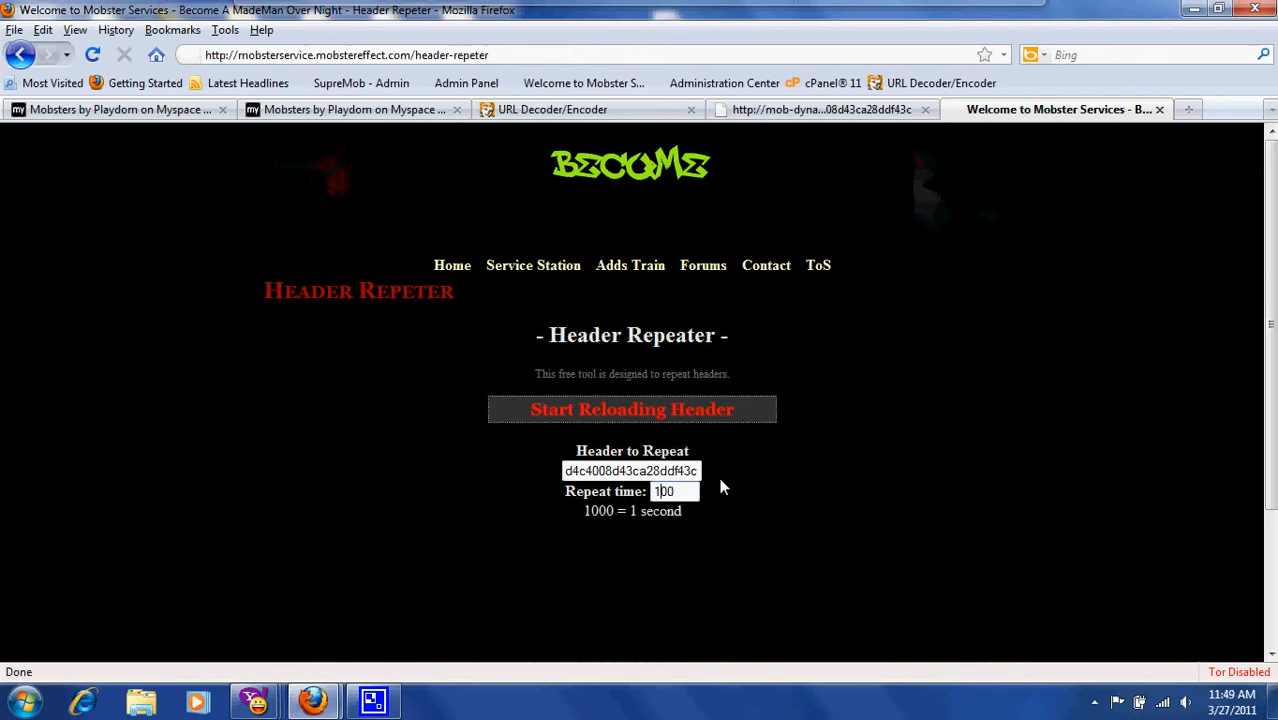 Welcome to Mobster Services - Become A MadeMan Over Night - Header Repeter - Mozilla Firefox
File Edit View History Bookmarks Tools Help
http://mobsterservice.mobstereffect.com/header-repeter
Bing
Most Visited Getting Started Latest Headlines SupreMob - Admin Admin Panel Welcome to Mobster S... Administration Center cPanel® 11 URL Decoder/Encoder
Mobsters by Playdom on Myspace ... Mobsters by Playdom on Myspace ... URL Decoder/Encoder http://mob-dyna...08d43ca28ddf43c Welcome to Mobster Services - B...
BECOME
Home Service Station Adds Train Forums Contact ToS
HEADER REPETER
- Header Repeater -
This free tool is designed to repeat headers.
Start Reloading Header
Header to Repeat
d4c4008d43ca28ddf43c
Repeat time: 100
1000 = 1 second
Done
Tor Disabled
11:49 AM
3/27/2011